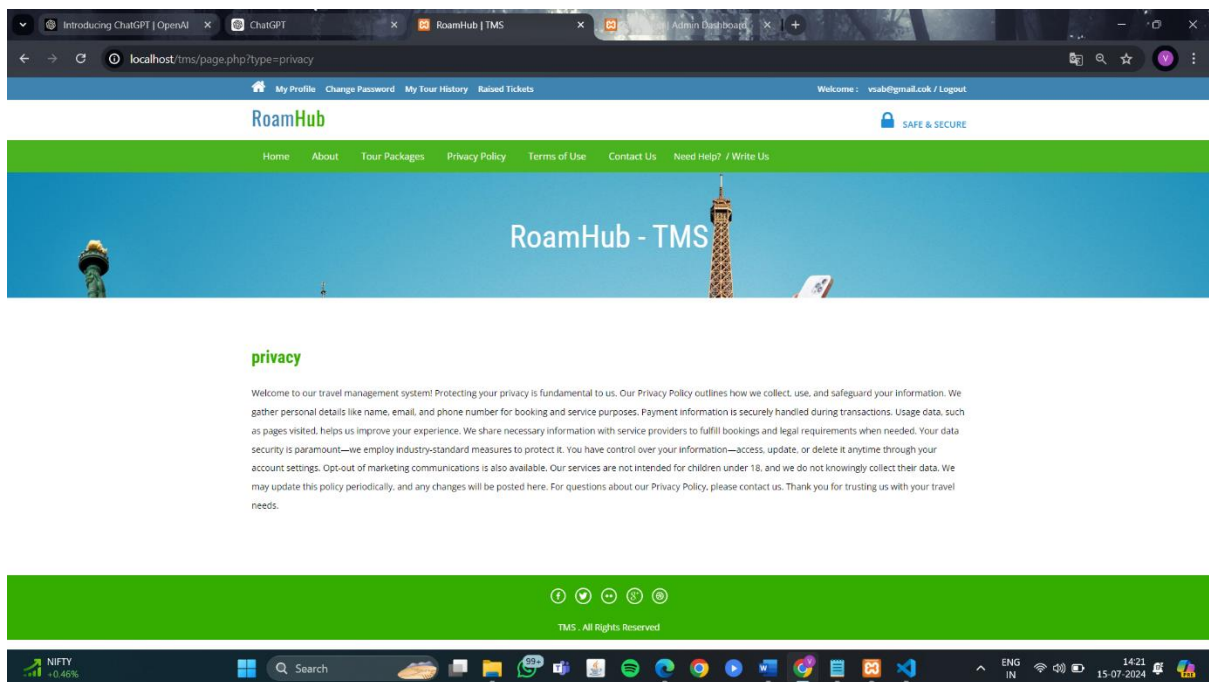 Introducing ChatGPT | OpenAI
ChatGPT
RoamHub | TMS
| Admin Dashboard
localhost/tms/page.php?type=privacy
V
My Profile Change Password My Tour History Raised Tickets
Welcome : vsab@gmail.cok / Logout
RoamHub
SAFE & SECURE
Home About Tour Packages Privacy Policy Terms of Use Contact Us Need Help? / Write Us
RoamHub - TMS
privacy
Welcome to our travel management system! Protecting your privacy is fundamental to us. Our Privacy Policy outlines how we collect, use, and safeguard your information. We
gather personal details like name, email, and phone number for booking and service purposes. Payment information is securely handled during transactions. Usage data, such
as pages visited, helps us improve your experience. We share necessary information with service providers to fulfill bookings and legal requirements when needed. Your data
security is paramount—we employ industry-standard measures to protect it. You have control over your information—access, update, or delete it anytime through your
account settings. Opt-out of marketing communications is also available. Our services are not intended for children under 18, and we do not knowingly collect their data. We
may update this policy periodically, and any changes will be posted here. For questions about our Privacy Policy, please contact us. Thank you for trusting us with your travel
needs.
TMS . All Rights Reserved
NIFTY
+0.46%
Search
99+
ENG
IN
14:21
15-07-2024